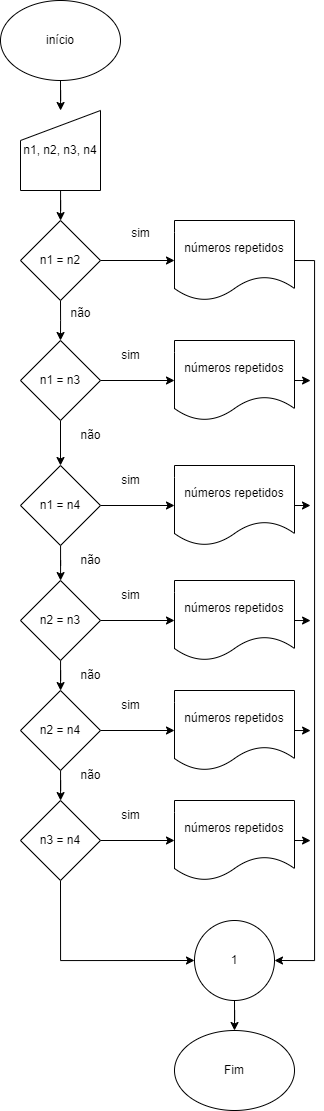 início
n1, n2, n3, n4
sim
n1 = n2
números repetidos
não
sim
n1 = n3
números repetidos
não
sim
n1 = n4
números repetidos
não
sim
n2 = n3
números repetidos
não
sim
n2 = n4
números repetidos
não
sim
n3 = n4
números repetidos
1
Fim